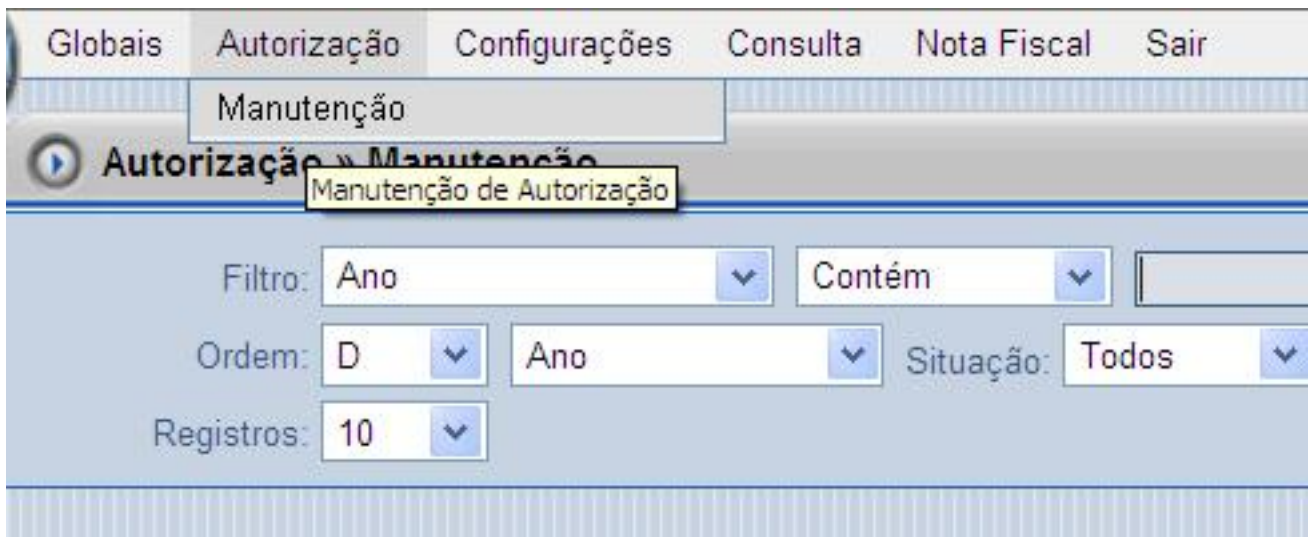 Globais Autorização Configurações Consulta Nota Fiscal Sair
Manutenção
Autorização » Manutenção
Manutenção de Autorização
Filtro: Ano Contém
Ordem: D Ano Situação: Todos
Registros: 10